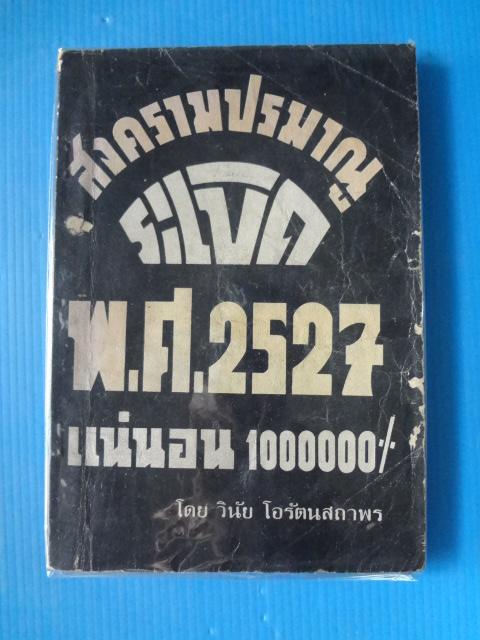 สงครามปรมาณู
ระเบิด
พ.ศ.2527
แน่นอน 1000000%
โดย วินัย โอรัตนสถาพร